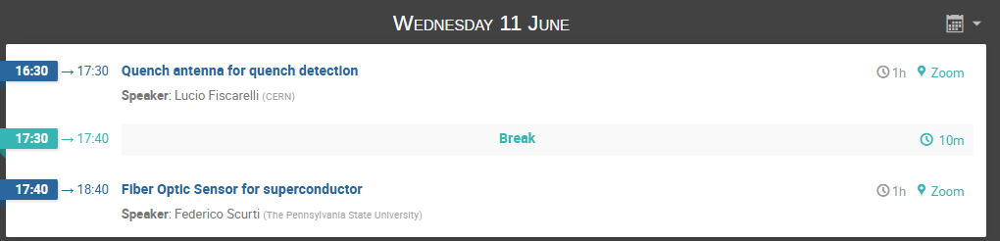 Wednesday 11 June
16:30 → 17:30 Quench antenna for quench detection 1h Zoom
Speaker: Lucio Fiscarelli (CERN)
17:30 → 17:40 Break 10m
17:40 → 18:40 Fiber Optic Sensor for superconductor 1h Zoom
Speaker: Federico Scurti (The Pennsylvania State University)